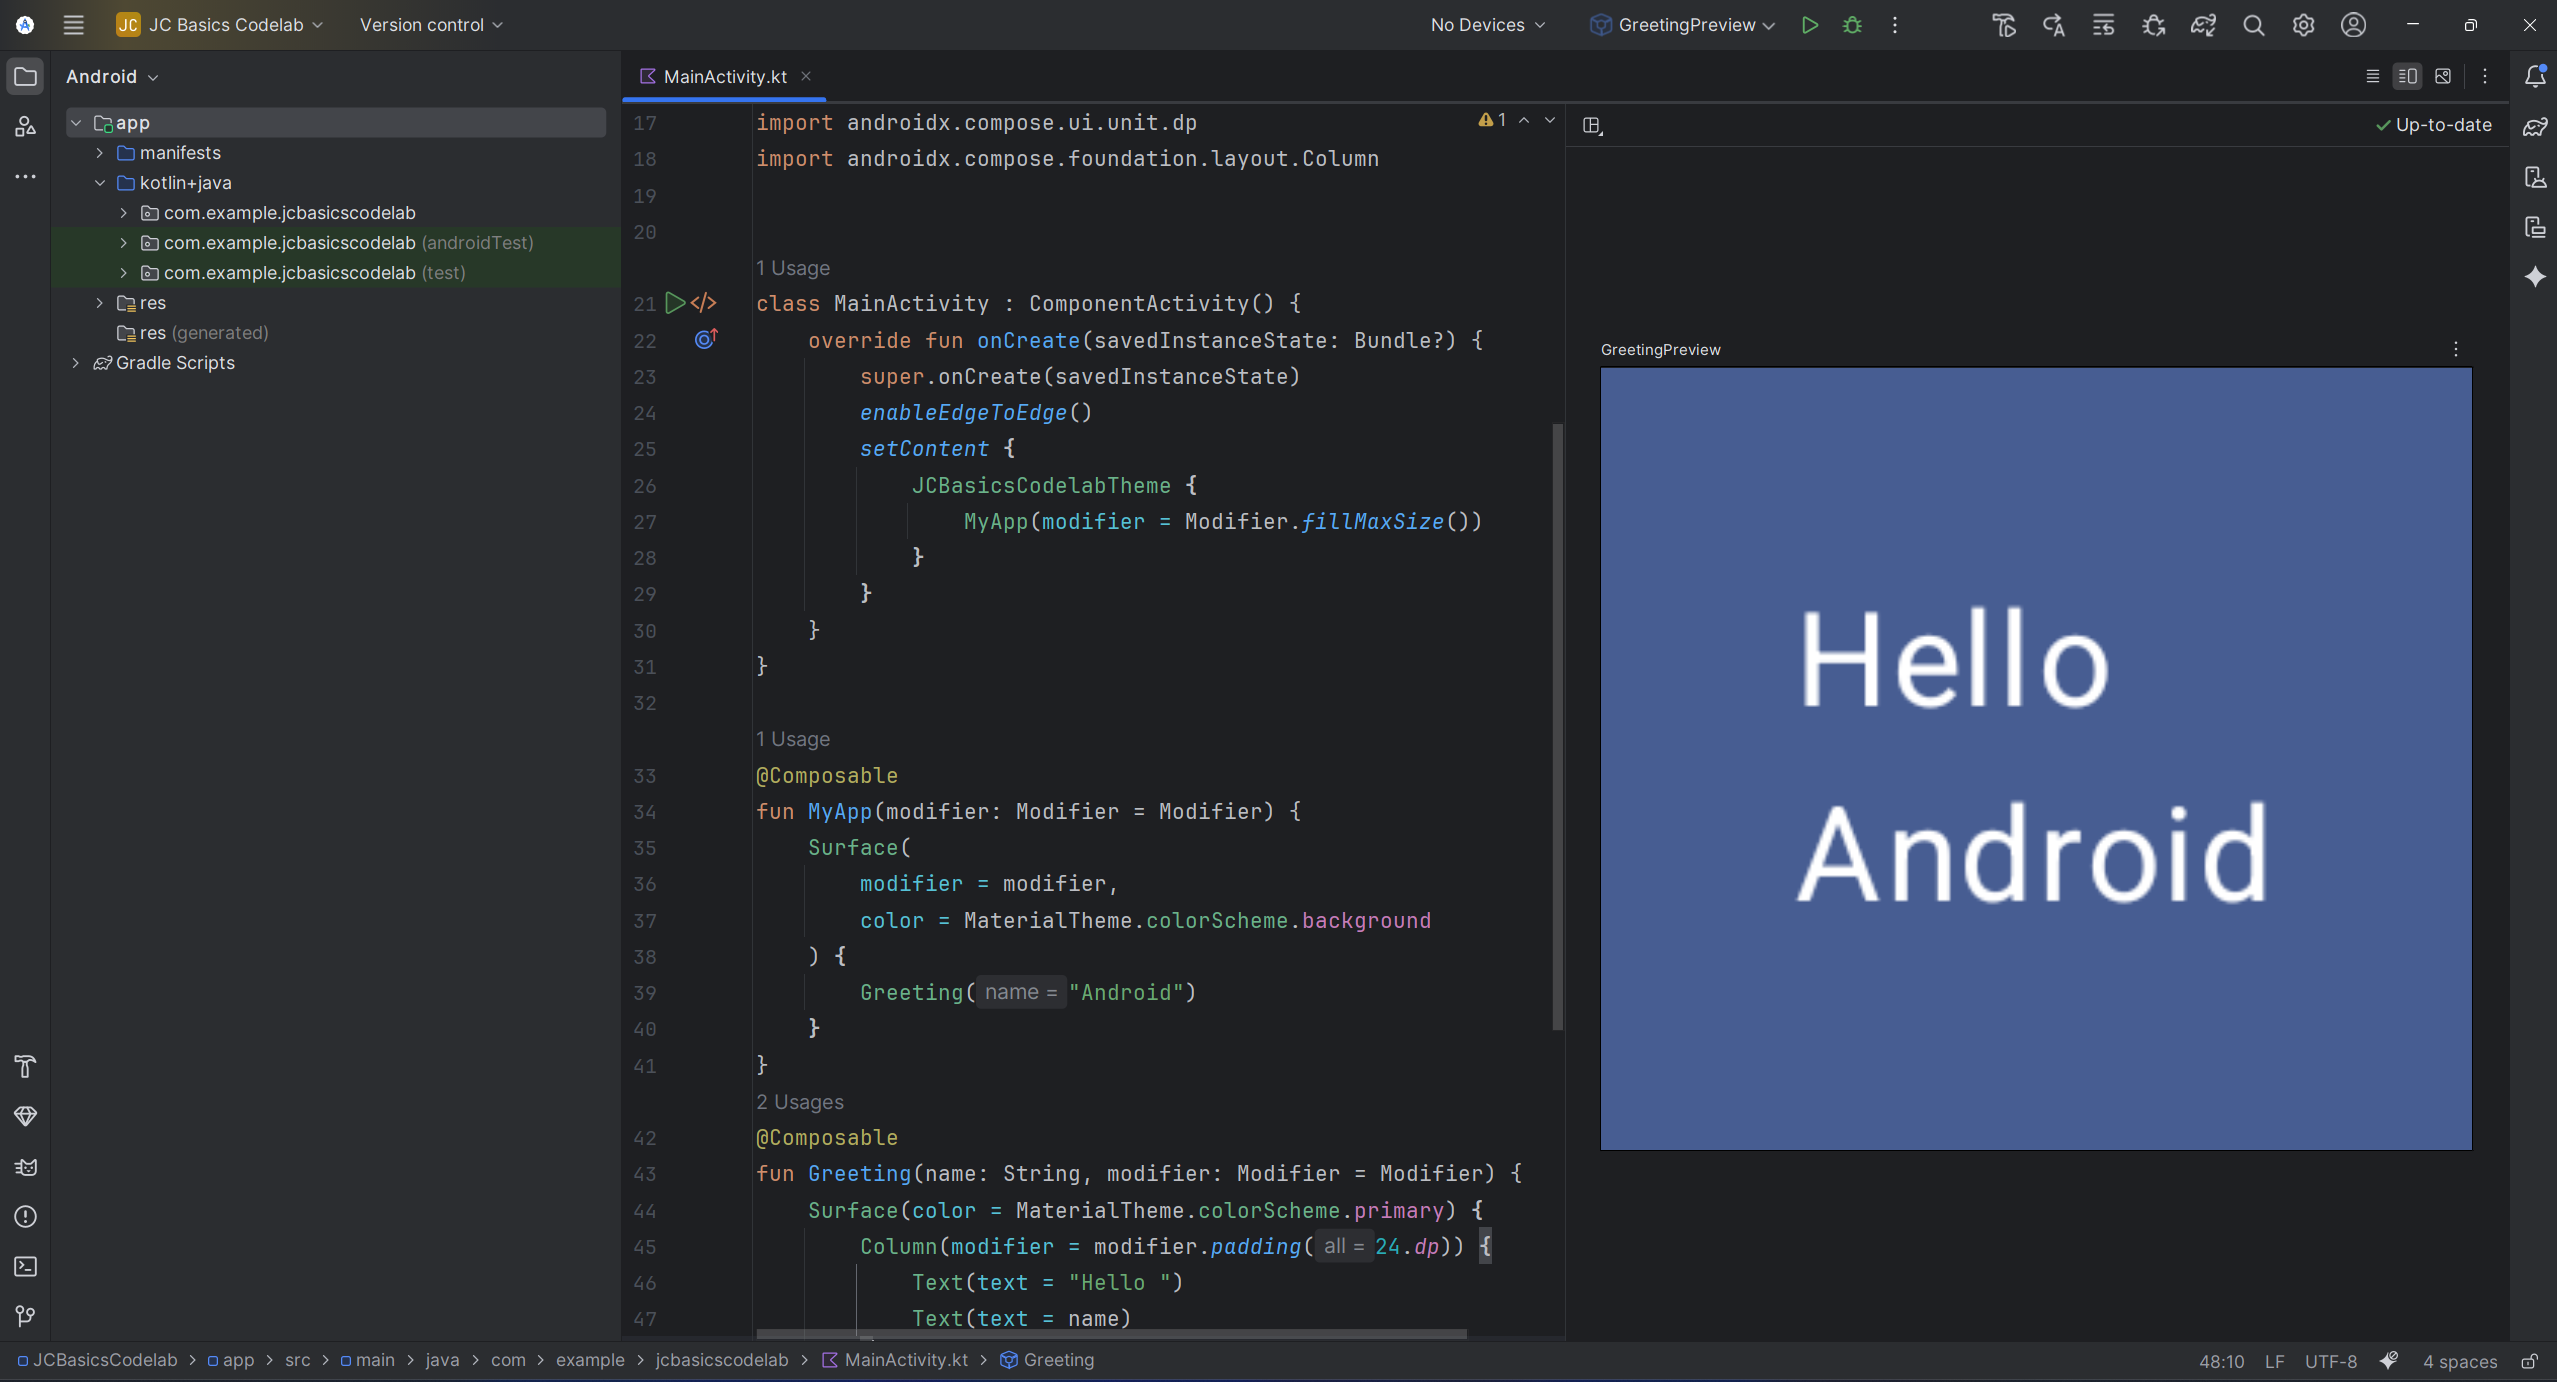 JC JC Basics Codelab Version control No Devices GreetingPreview
Android
MainActivity.kt
app
manifests
kotlin+java
com.example.jcbasicscodelab
com.example.jcbasicscodelab (androidTest)
com.example.jcbasicscodelab (test)
res
res (generated)
Gradle Scripts
17 import androidx.compose.ui.unit.dp
18 import androidx.compose.foundation.layout.Column
19
20
1 Usage
21 class MainActivity : ComponentActivity() {
22 override fun onCreate(savedInstanceState: Bundle?) {
23 super.onCreate(savedInstanceState)
24 enableEdgeToEdge()
25 setContent {
26 JCBasicsCodelabTheme {
27 MyApp(modifier = Modifier.fillMaxSize())
28 }
29 }
30 }
31 }
32
1 Usage
33 @Composable
34 fun MyApp(modifier: Modifier = Modifier) {
35 Surface(
36 modifier = modifier,
37 color = MaterialTheme.colorScheme.background
38 ) {
39 Greeting( name = "Android")
40 }
41 }
2 Usages
42 @Composable
43 fun Greeting(name: String, modifier: Modifier = Modifier) {
44 Surface(color = MaterialTheme.colorScheme.primary) {
45 Column(modifier = modifier.padding( all = 24.dp)) {
46 Text(text = "Hello ")
47 Text(text = name)
1
Up-to-date
GreetingPreview
Hello
Android
JCBasicsCodelab > app > src > main > java > com > example > jcbasicscodelab > MainActivity.kt > Greeting
48:10 LF UTF-8 4 spaces